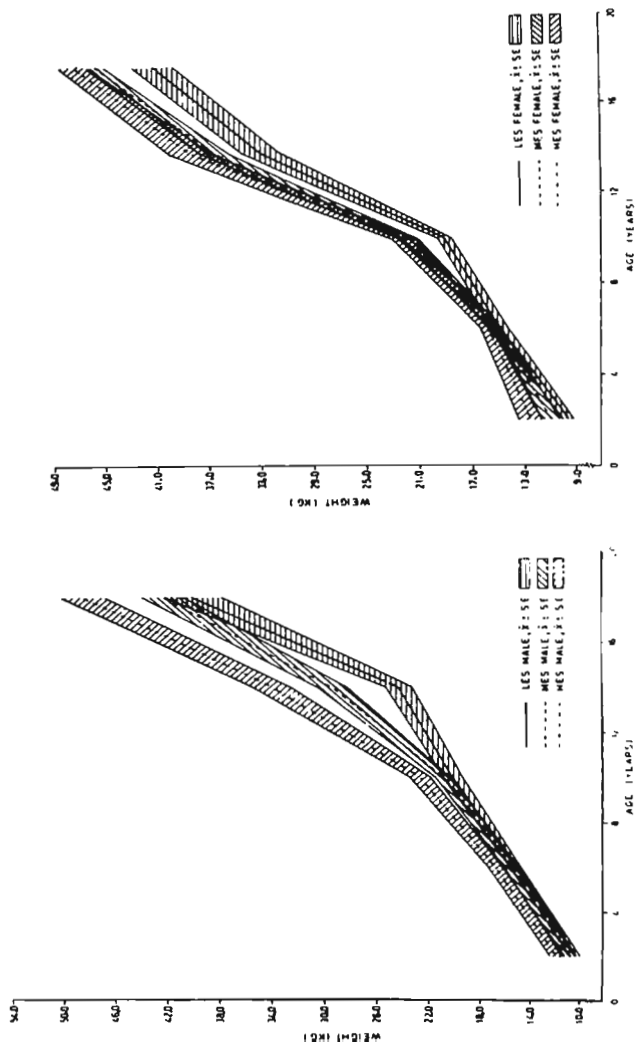 WEIGHT (KG)
49.0
45.0
41.0
37.0
33.0
29.0
25.0
21.0
17.0
13.0
9.0
0 4 8 12 16 20
AGE (YEARS)
LES FEMALE, X̄ ± SE
MES FEMALE, X̄ ± SE
HES FEMALE, X̄ ± SE
WEIGHT (KG)
54.0
50.0
46.0
42.0
38.0
34.0
30.0
26.0
22.0
18.0
14.0
10.0
0 4 8 16
AGE (YEARS)
LES MALE, X̄ ± SE
MES MALE, X̄ ± SE
HES MALE, X̄ ± SE